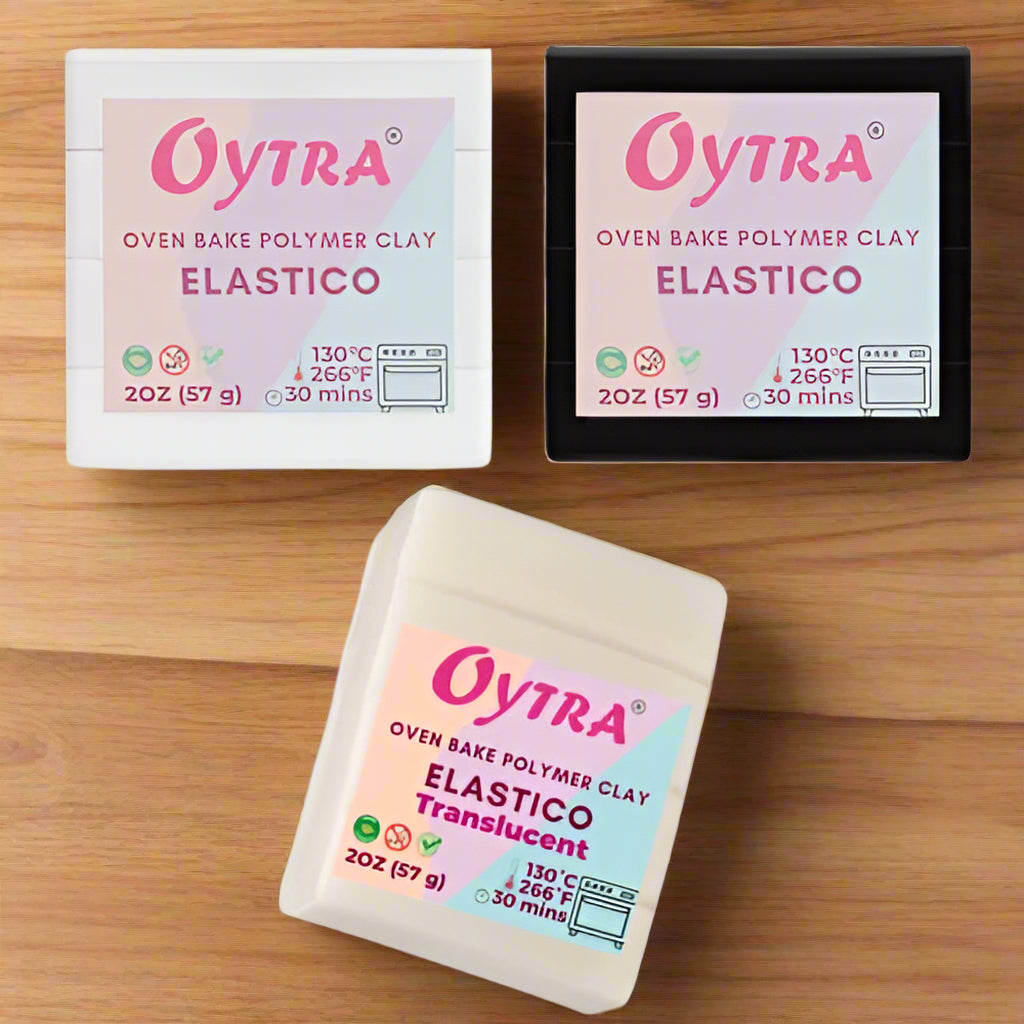 OYTRA
OVEN BAKE POLYMER CLAY
ELASTICO
130°C
266°F
2OZ (57 g)
30 mins
OYTRA
OVEN BAKE POLYMER CLAY
ELASTICO
130°C
266°F
2OZ (57 g)
30 mins
OYTRA
OVEN BAKE POLYMER CLAY
ELASTICO
Translucent
2OZ (57 g)
130°C
266°F
30 mins